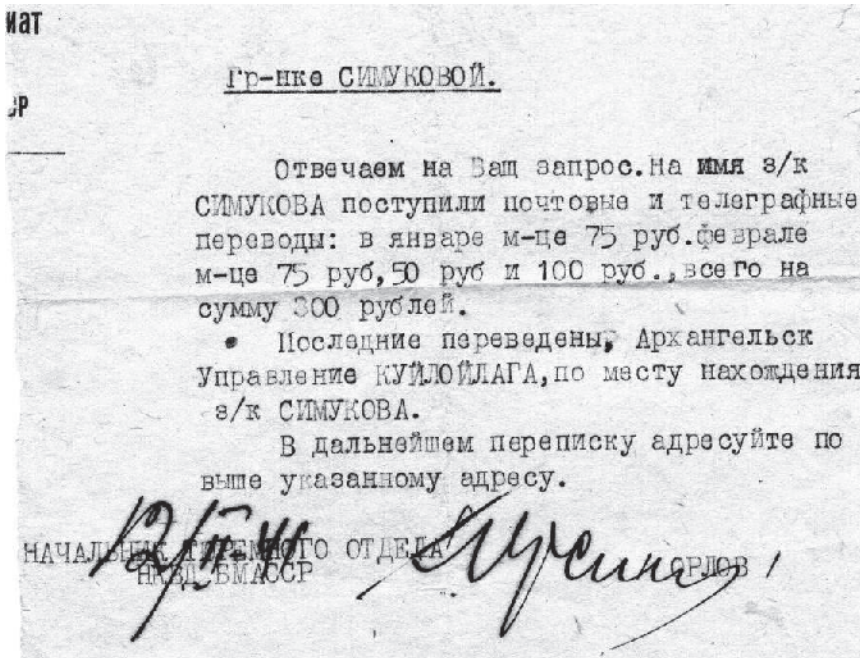 иат
СР
Гр-нке СИМУКОВОЙ.
Отвечаем на Ващ запрос.На имя з/к
СИМУКОВА поступили почтовые и телеграфные
переводы: в январе м-це 75 руб.феврале
м-це 75 руб,50 руб и 100 руб.,всего на
сумму 300 рублей.
Последние переведены, Архангельск
Управление КУЙЛОЙЛАГА,по месту нахождения
з/к СИМУКОВА.
В дальнейшем переписку адресуйте по
выше указанному адресу.
НАЧАЛЬНИК ТЮРЕМНОГО ОТДЕЛА
НКВД БМАССР ОРЛОВ /